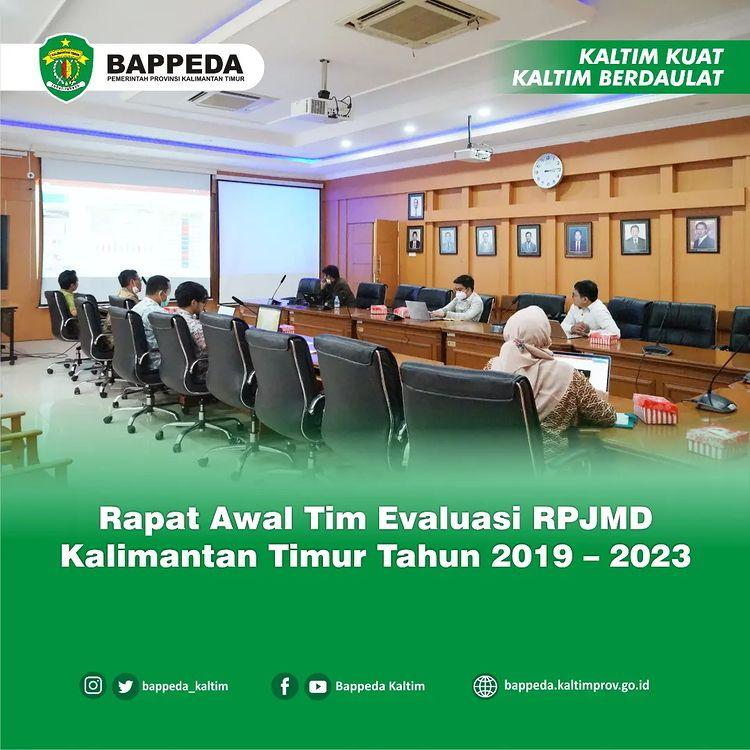 BAPPEDA
PEMERINTAH PROVINSI KALIMANTAN TIMUR
KALTIM KUAT
KALTIM BERDAULAT
Rapat Awal Tim Evaluasi RPJMD
Kalimantan Timur Tahun 2019 – 2023
bappeda_kaltim
Bappeda Kaltim
bappeda.kaltimprov.go.id